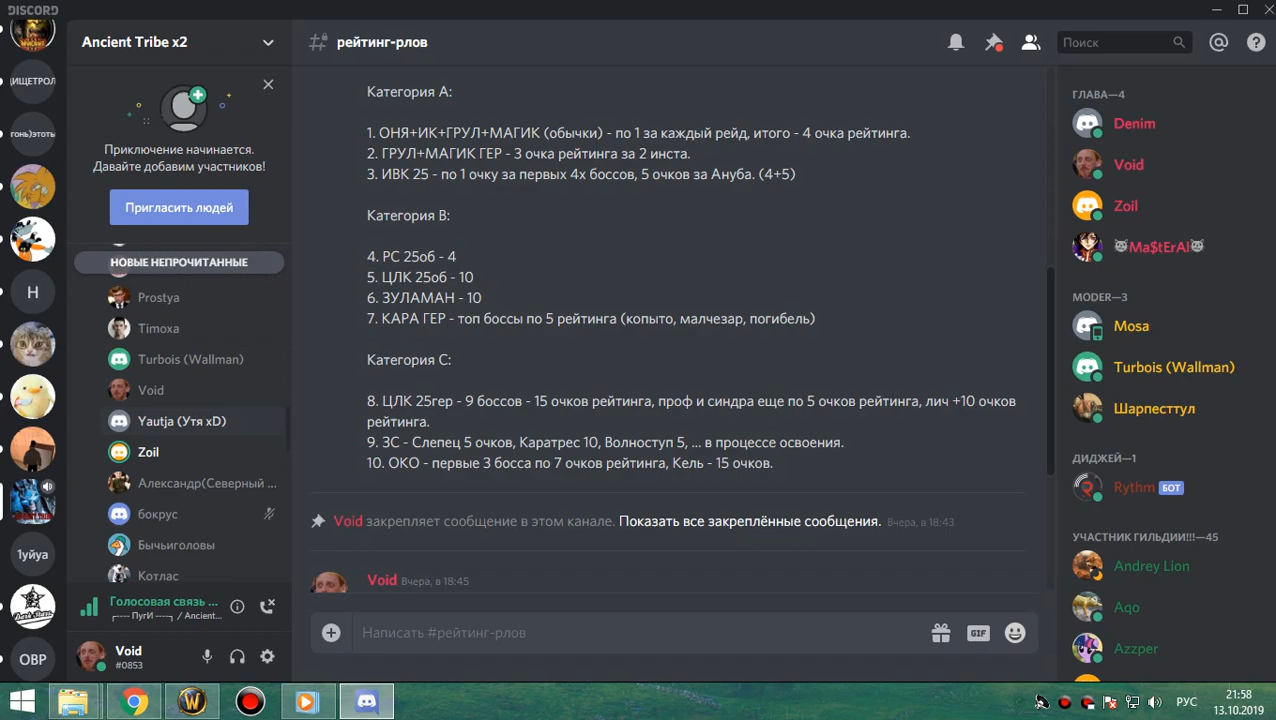 DISCORD
ИЩЕТРОЛ
гонь)этоть
Н
1уйуа
ОВР
Ancient Tribe x2
Приключение начинается.
Давайте добавим участников!
Пригласить людей
НОВЫЕ НЕПРОЧИТАННЫЕ
Prostya
Timoxa
Turbois (Wallman)
Void
Yautja (Утя xD)
Zoil
Александр(Северный ...
бокрус
Бычьиголовы
Котлас
Голосовая связь ...
ПугИ ----┐ / Ancient...
Void
#0853
рейтинг-рлов
Поиск
Категория А:
1. ОНЯ+ИК+ГРУЛ+МАГИК (обычки) - по 1 за каждый рейд, итого - 4 очка рейтинга.
2. ГРУЛ+МАГИК ГЕР - 3 очка рейтинга за 2 инста.
3. ИВК 25 - по 1 очку за первых 4х боссов, 5 очков за Ануба. (4+5)
Категория В:
4. РС 25об - 4
5. ЦЛК 25об - 10
6. ЗУЛАМАН - 10
7. КАРА ГЕР - топ боссы по 5 рейтинга (копыто, малчезар, погибель)
Категория С:
8. ЦЛК 25гер - 9 боссов - 15 очков рейтинга, проф и синдра еще по 5 очков рейтинга, лич +10 очков
рейтинга.
9. ЗС - Слепец 5 очков, Каратрес 10, Волноступ 5, ... в процессе освоения.
10. ОКО - первые 3 босса по 7 очков рейтинга, Кель - 15 очков.
Void закрепляет сообщение в этом канале. Показать все закреплённые сообщения. Вчера, в 18:43
Void Вчера, в 18:45
Написать #рейтинг-рлов
GIF
ГЛАВА—4
Denim
Void
Zoil
😼Ma$tErAl😼
MODER—3
Mosa
Turbois (Wallman)
Шарпесттул
ДИДЖЕЙ—1
Rythm БОТ
УЧАСТНИК ГИЛЬДИИ!!!—45
Andrey Lion
Aqo
Azzper
РУС
21:58
13.10.2019